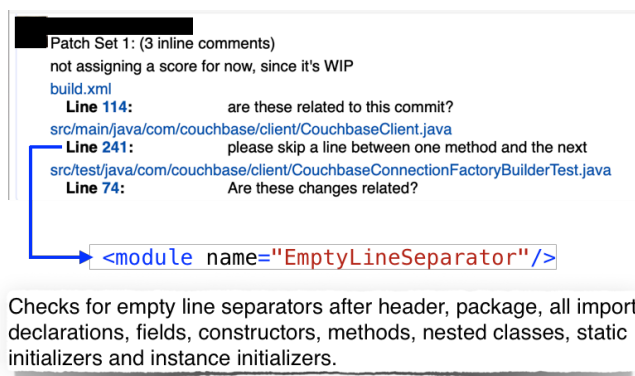 Patch Set 1: (3 inline comments)
not assigning a score for now, since it's WIP
build.xml
Line 114: are these related to this commit?
src/main/java/com/couchbase/client/CouchbaseClient.java
Line 241: please skip a line between one method and the next
src/test/java/com/couchbase/client/CouchbaseConnectionFactoryBuilderTest.java
Line 74: Are these changes related?
<module name="EmptyLineSeparator"/>
Checks for empty line separators after header, package, all import
declarations, fields, constructors, methods, nested classes, static
initializers and instance initializers.